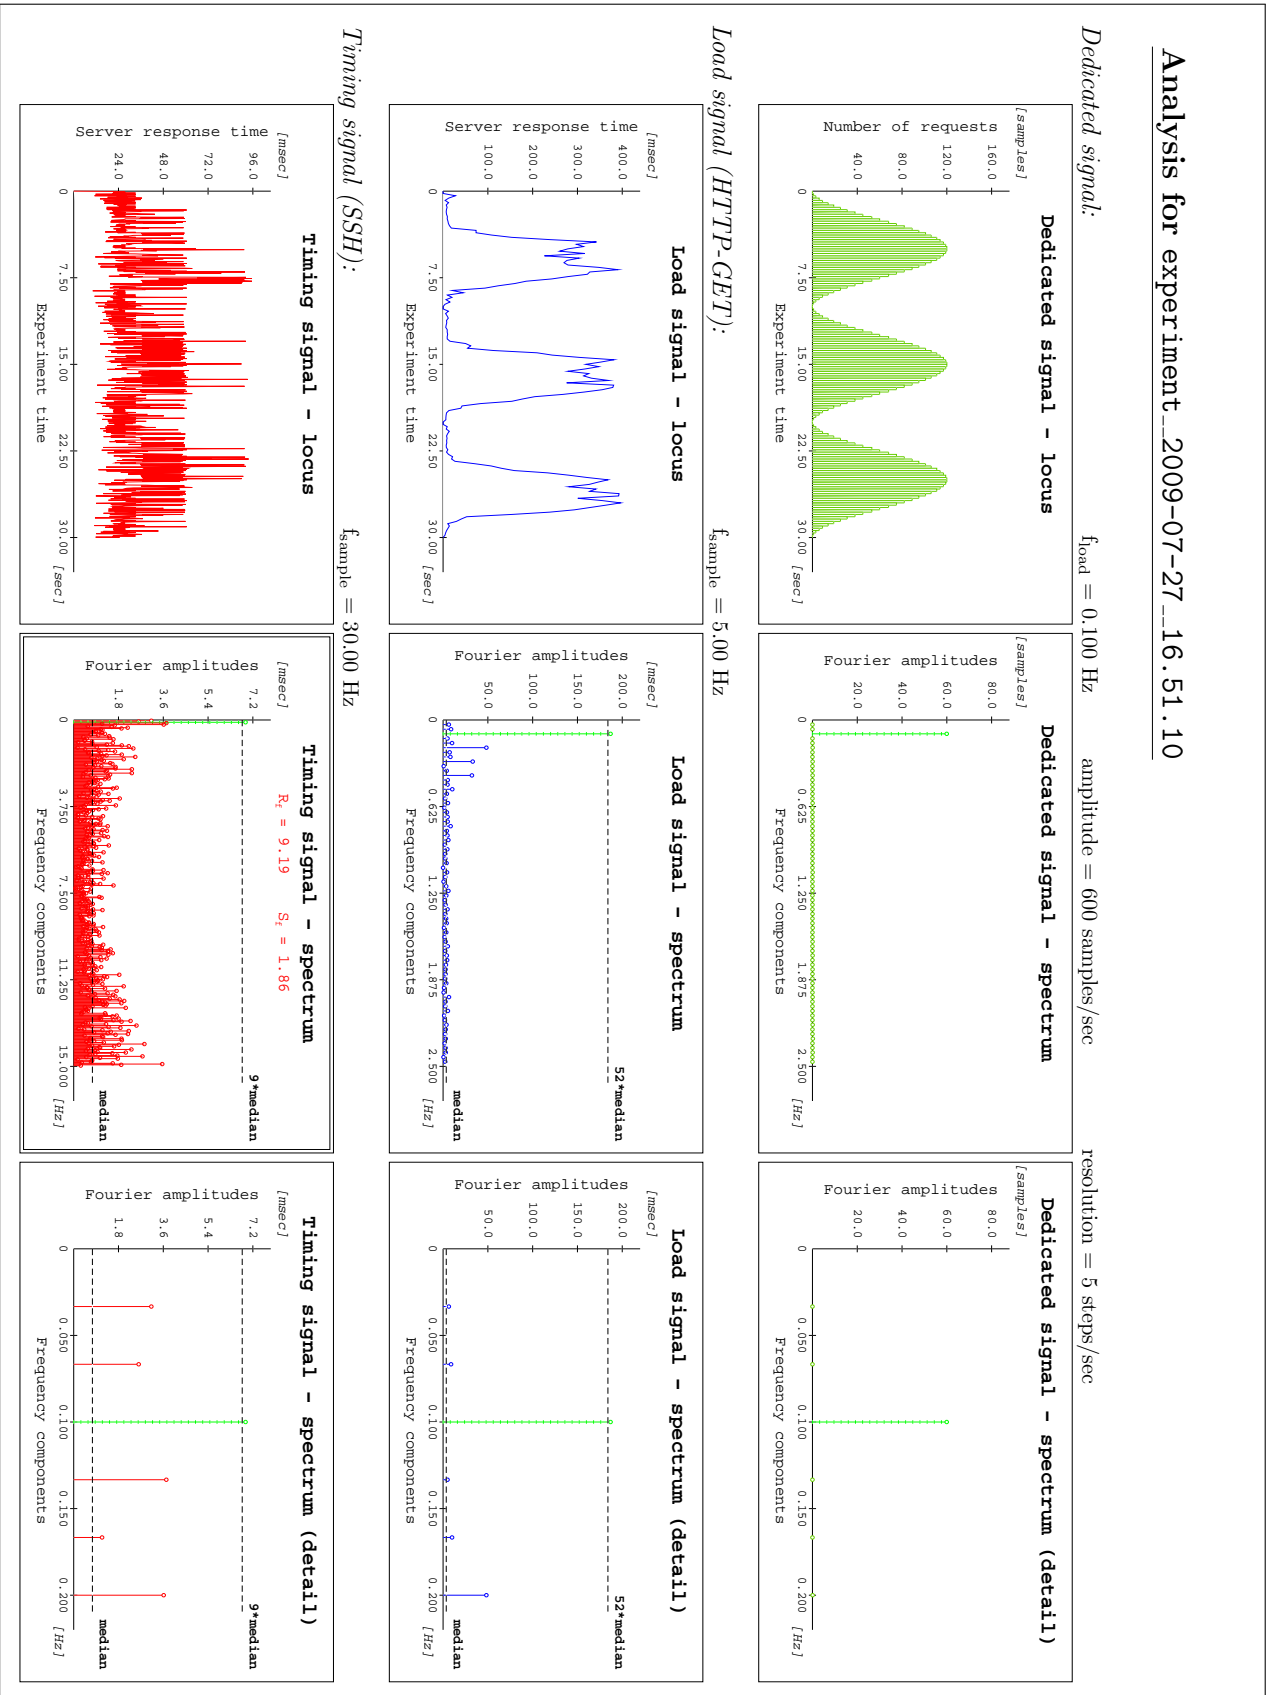 Analysis for experiment__2009-07-27__16.51.10
Dedicated signal: f_load = 0.100 Hz amplitude = 600 samples/sec resolution = 5 steps/sec
Dedicated signal - locus
[samples]
Number of requests
160.0
120.0
80.0
40.0
0 7.50 15.00 22.50 30.00 [sec]
Experiment time
Dedicated signal - spectrum
[samples]
Fourier amplitudes
80.0
60.0
40.0
20.0
0 0.625 1.250 1.875 2.500 [Hz]
Frequency components
Dedicated signal - spectrum (detail)
[samples]
Fourier amplitudes
80.0
60.0
40.0
20.0
0 0.050 0.100 0.150 0.200 [Hz]
Frequency components
Load signal (HTTP-GET): f_sample = 5.00 Hz
Load signal - locus
[msec]
Server response time
400.0
300.0
200.0
100.0
0 7.50 15.00 22.50 30.00 [sec]
Experiment time
Load signal - spectrum
[msec]
Fourier amplitudes
200.0
150.0
100.0
50.0
52*median
median
0 0.625 1.250 1.875 2.500 [Hz]
Frequency components
Load signal - spectrum (detail)
[msec]
Fourier amplitudes
200.0
150.0
100.0
50.0
52*median
median
0 0.050 0.100 0.150 0.200 [Hz]
Frequency components
Timing signal (SSH): f_sample = 30.00 Hz
Timing signal - locus
[msec]
Server response time
96.0
72.0
48.0
24.0
0 7.50 15.00 22.50 30.00 [sec]
Experiment time
Timing signal - spectrum
R_f = 9.19 S_f = 1.86
[msec]
Fourier amplitudes
7.2
5.4
3.6
1.8
9*median
median
0 3.750 7.500 11.250 15.000 [Hz]
Frequency components
Timing signal - spectrum (detail)
[msec]
Fourier amplitudes
7.2
5.4
3.6
1.8
9*median
median
0 0.050 0.100 0.150 0.200 [Hz]
Frequency components